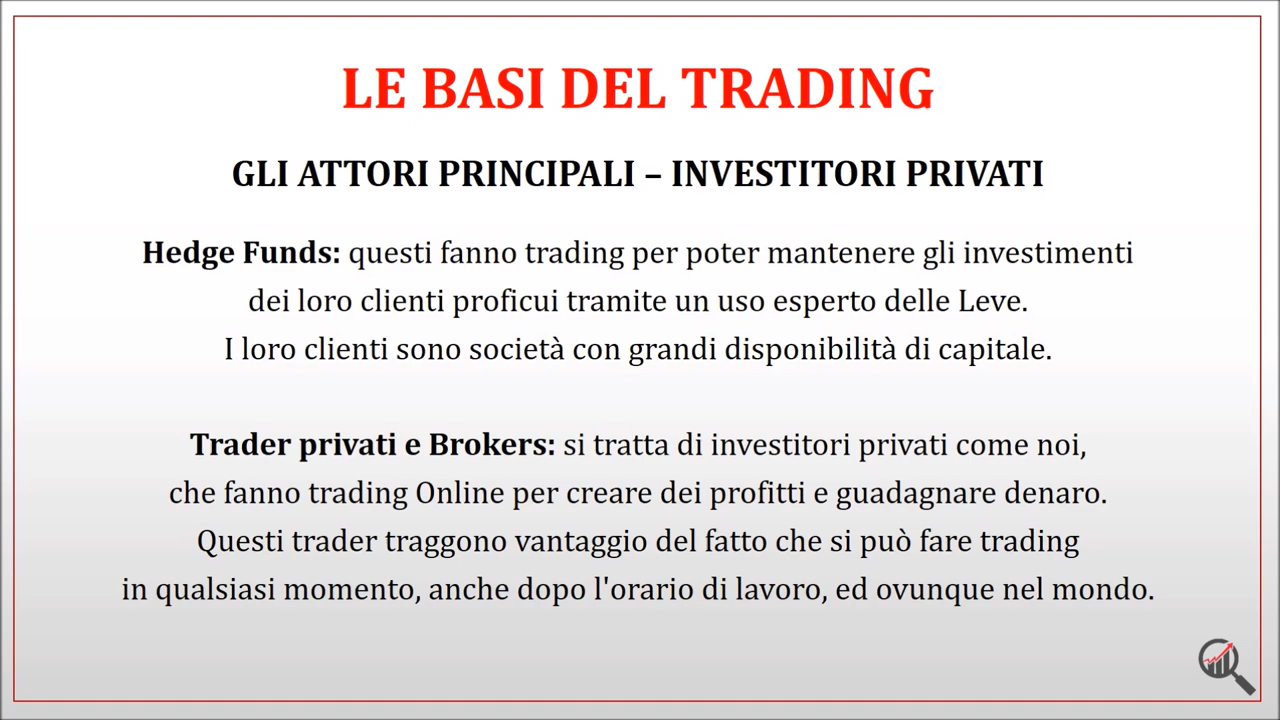 LE BASI DEL TRADING
GLI ATTORI PRINCIPALI – INVESTITORI PRIVATI
Hedge Funds: questi fanno trading per poter mantenere gli investimenti
dei loro clienti proficui tramite un uso esperto delle Leve.
I loro clienti sono società con grandi disponibilità di capitale.
Trader privati e Brokers: si tratta di investitori privati come noi,
che fanno trading Online per creare dei profitti e guadagnare denaro.
Questi trader traggono vantaggio del fatto che si può fare trading
in qualsiasi momento, anche dopo l'orario di lavoro, ed ovunque nel mondo.